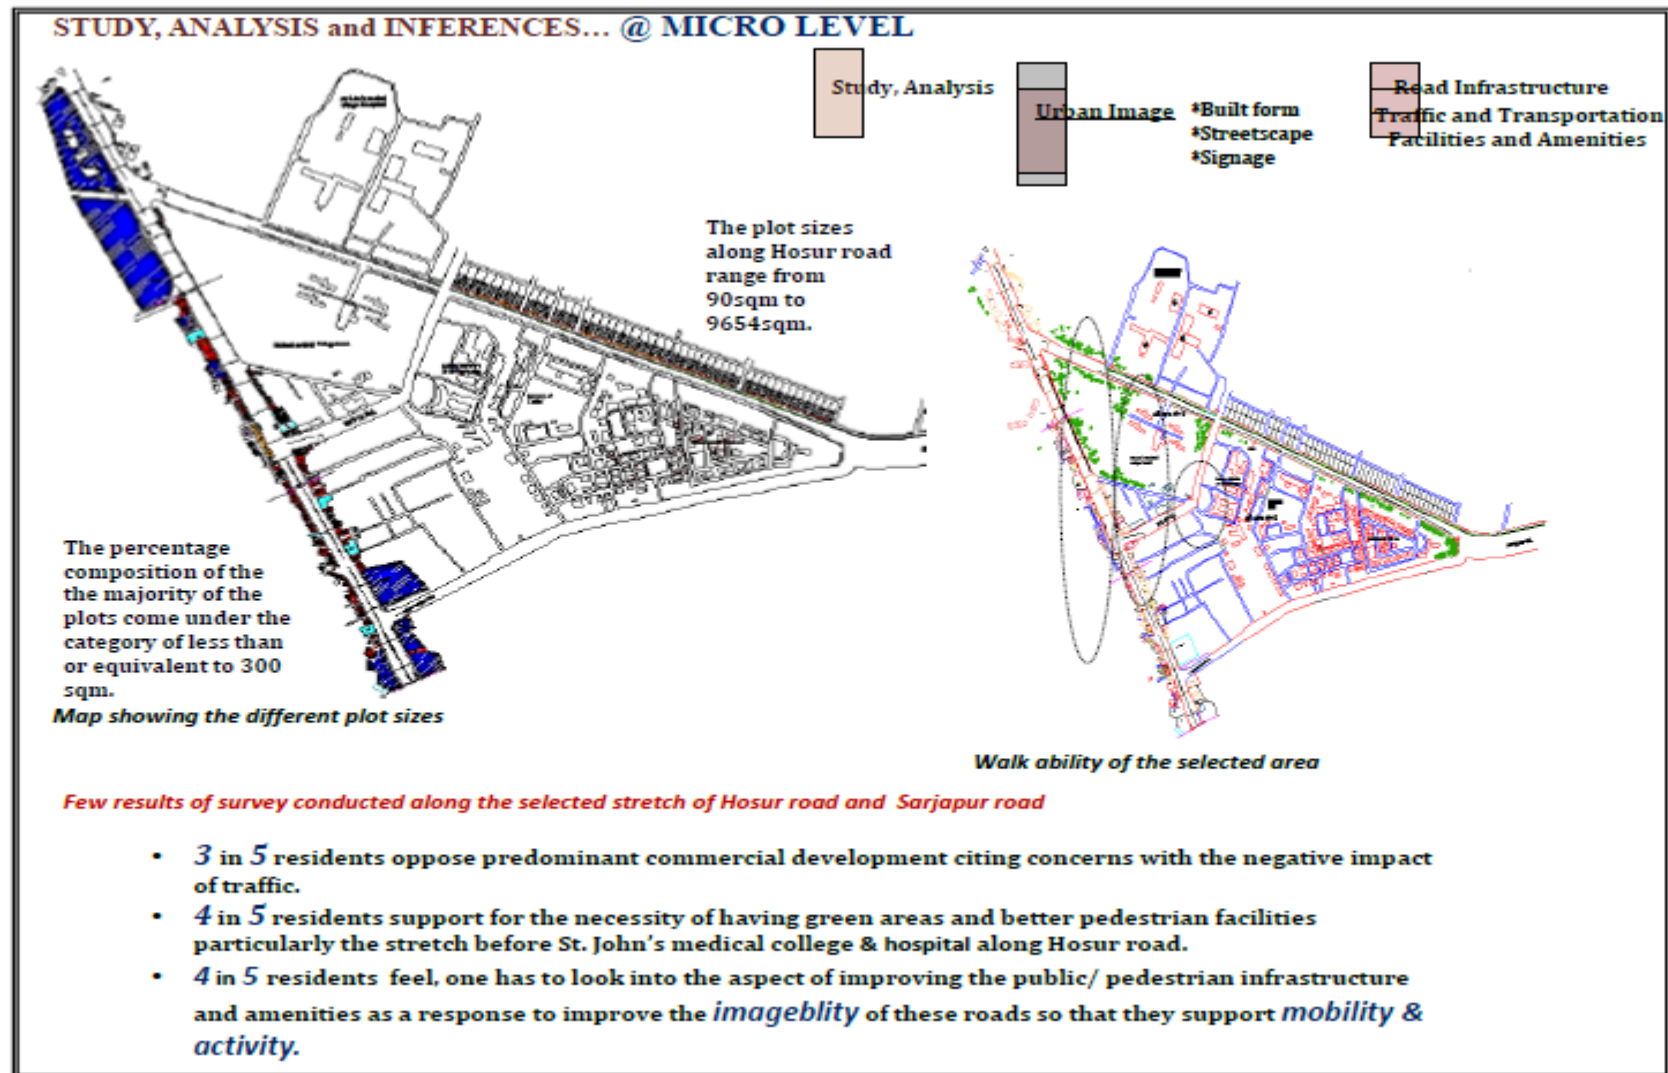 STUDY, ANALYSIS and INFERENCES... @ MICRO LEVEL
Study, Analysis
Urban Image
*Built form
*Streetscape
*Signage
Road Infrastructure
Traffic and Transportation
Facilities and Amenities
The plot sizes
along Hosur road
range from
90sqm to
9654sqm.
The percentage
composition of the
the majority of the
plots come under the
category of less than
or equivalent to 300
sqm.
Map showing the different plot sizes
Walk ability of the selected area
Few results of survey conducted along the selected stretch of Hosur road and Sarjapur road
• 3 in 5 residents oppose predominant commercial development citing concerns with the negative impact
of traffic.
• 4 in 5 residents support for the necessity of having green areas and better pedestrian facilities
particularly the stretch before St. John's medical college & hospital along Hosur road.
• 4 in 5 residents feel, one has to look into the aspect of improving the public/ pedestrian infrastructure
and amenities as a response to improve the imageblity of these roads so that they support mobility &
activity.